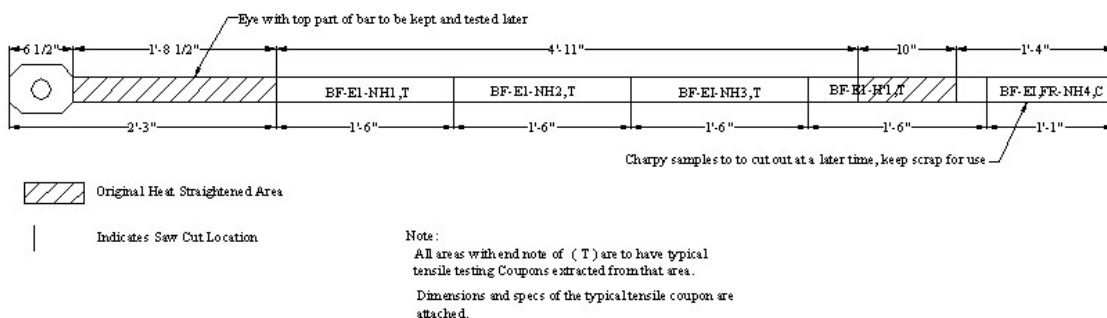 Eye with top part of bar to be kept and tested later
6 1/2" 1'-8 1/2" 4'-11" 10" 1'-4"
BF-E1-NH1,T BF-E1-NH2,T BF-EI-NH3,T BF-E1-H'1,T BF-EI,FR-NH4,C
2'-3" 1'-6" 1'-6" 1'-6" 1'-6" 1'-1"
Charpy samples to to cut out at a later time, keep scrap for use
Original Heat Straightened Area
Indicates Saw Cut Location
Note:
All areas with end note of ( T ) are to have typical
tensile testing Coupons extracted from that area.
Dimensions and specs of the typical tensile coupon are
attached.